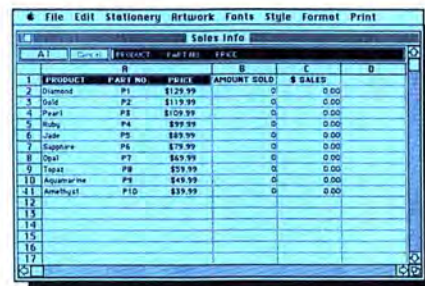 File Edit Stationery Artwork Fonts Style Format Print
Sales Info
A1 Cancel PRODUCT PART NO PRICE
A B C D
1 PRODUCT PART NO. PRICE AMOUNT SOLD $ SALES
2 Diamond P1 $129.99 0 0.00
3 Gold P2 $119.99 0 0.00
4 Pearl P3 $109.99 0 0.00
5 Ruby P4 $99.99 0 0.00
6 Jade P5 $89.99 0 0.00
7 Sapphire P6 $79.99 0 0.00
8 Opal P7 $69.99 0 0.00
9 Topaz P8 $59.99 0 0.00
10 Aquamarine P9 $49.99 0 0.00
11 Amethyst P10 $39.99 0 0.00
12
13
14
15
16
17